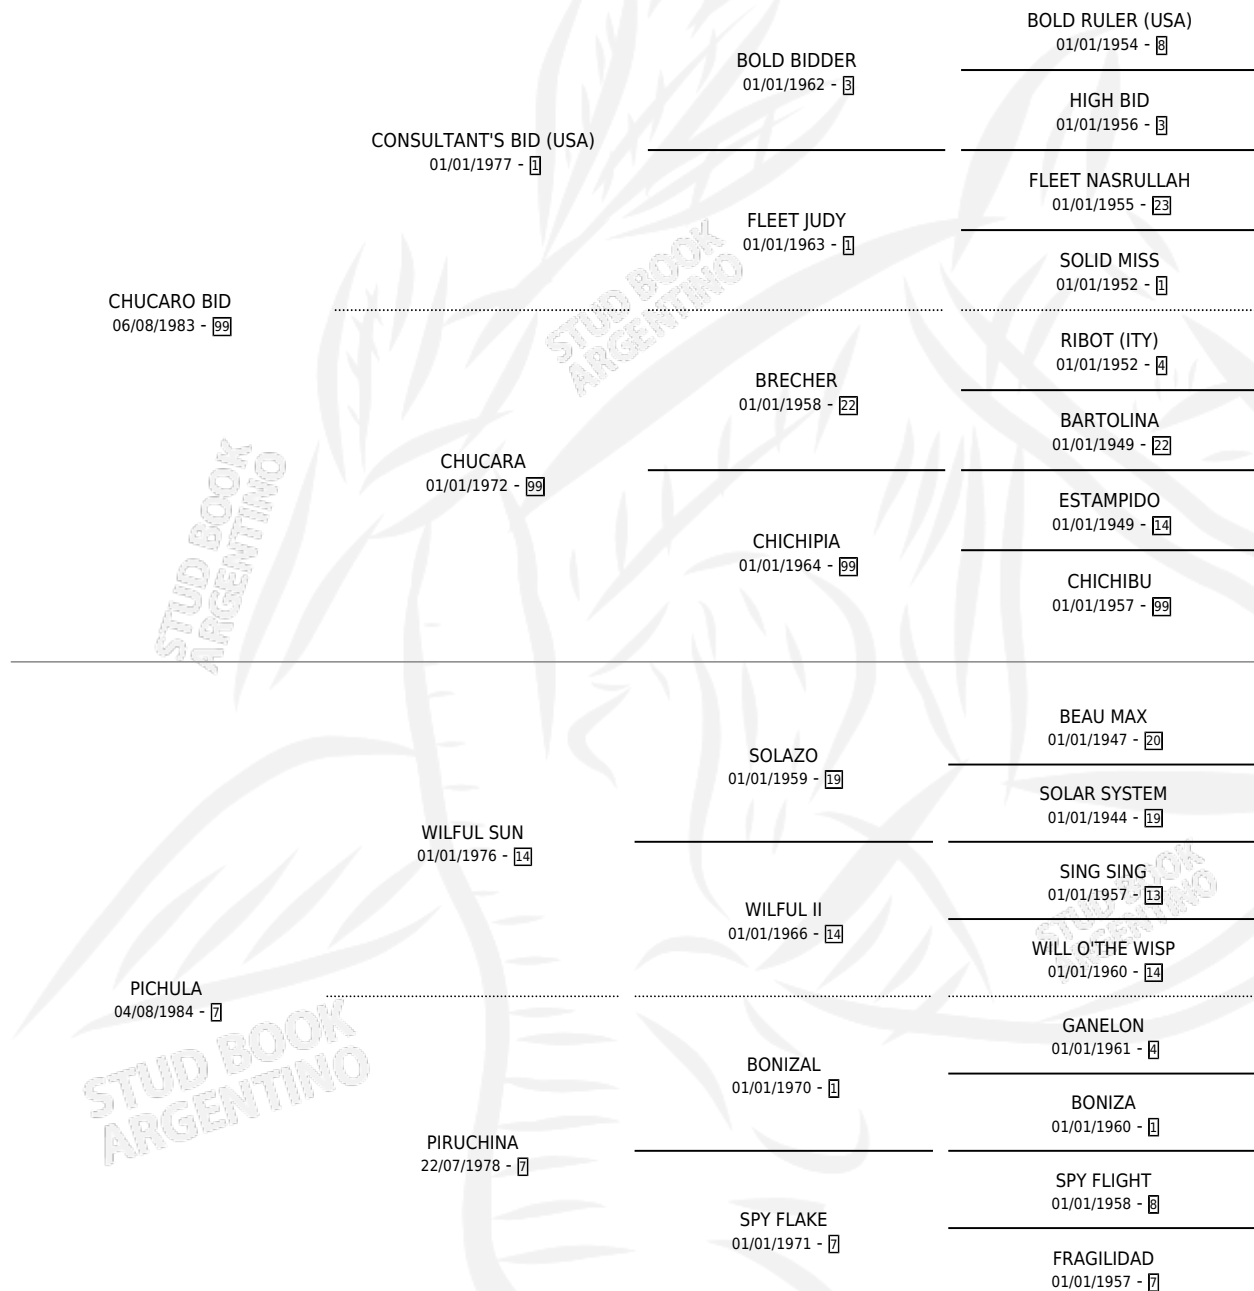 BOLD RULER (USA)
01/01/1954 - 8
BOLD BIDDER
01/01/1962 - 3
HIGH BID
01/01/1956 - 3
CONSULTANT'S BID (USA)
01/01/1977 - 1
FLEET NASRULLAH
01/01/1955 - 23
FLEET JUDY
01/01/1963 - 1
SOLID MISS
01/01/1952 - 1
CHUCARO BID
06/08/1983 - 99
RIBOT (ITY)
01/01/1952 - 4
BRECHER
01/01/1958 - 22
BARTOLINA
01/01/1949 - 22
CHUCARA
01/01/1972 - 99
ESTAMPIDO
01/01/1949 - 14
CHICHIPIA
01/01/1964 - 99
CHICHIBU
01/01/1957 - 99
STUD BOOK
ARGENTINO
STUD BOOK
ARGENTINO
BEAU MAX
01/01/1947 - 20
SOLAZO
01/01/1959 - 19
SOLAR SYSTEM
01/01/1944 - 19
WILFUL SUN
01/01/1976 - 14
SING SING
01/01/1957 - 13
WILFUL II
01/01/1966 - 14
WILL O'THE WISP
01/01/1960 - 14
PICHULA
04/08/1984 - 7
GANELON
01/01/1961 - 4
BONIZAL
01/01/1970 - 1
BONIZA
01/01/1960 - 1
PIRUCHINA
22/07/1978 - 7
SPY FLIGHT
01/01/1958 - 8
SPY FLAKE
01/01/1971 - 7
FRAGILIDAD
01/01/1957 - 7
STUD BOOK
ARGENTINO
STUD BOOK
ARGENTINO